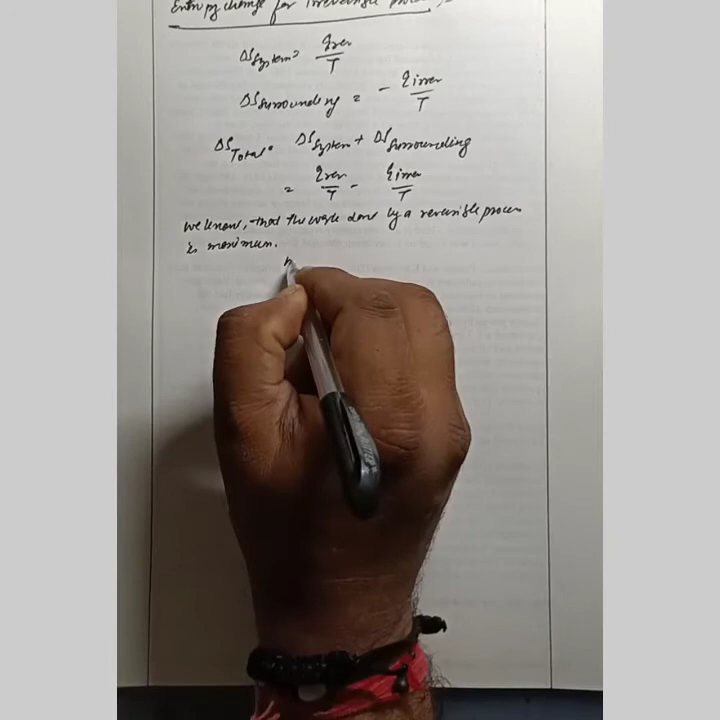 Entropy change for irreversible process,
ΔS System = qrev/T
ΔS Surrounding = - qirrev/T
ΔS Total = ΔS System + ΔS Surrounding
= qrev/T - qirrev/T
We know, that the work done by a reversible process
is maximum.